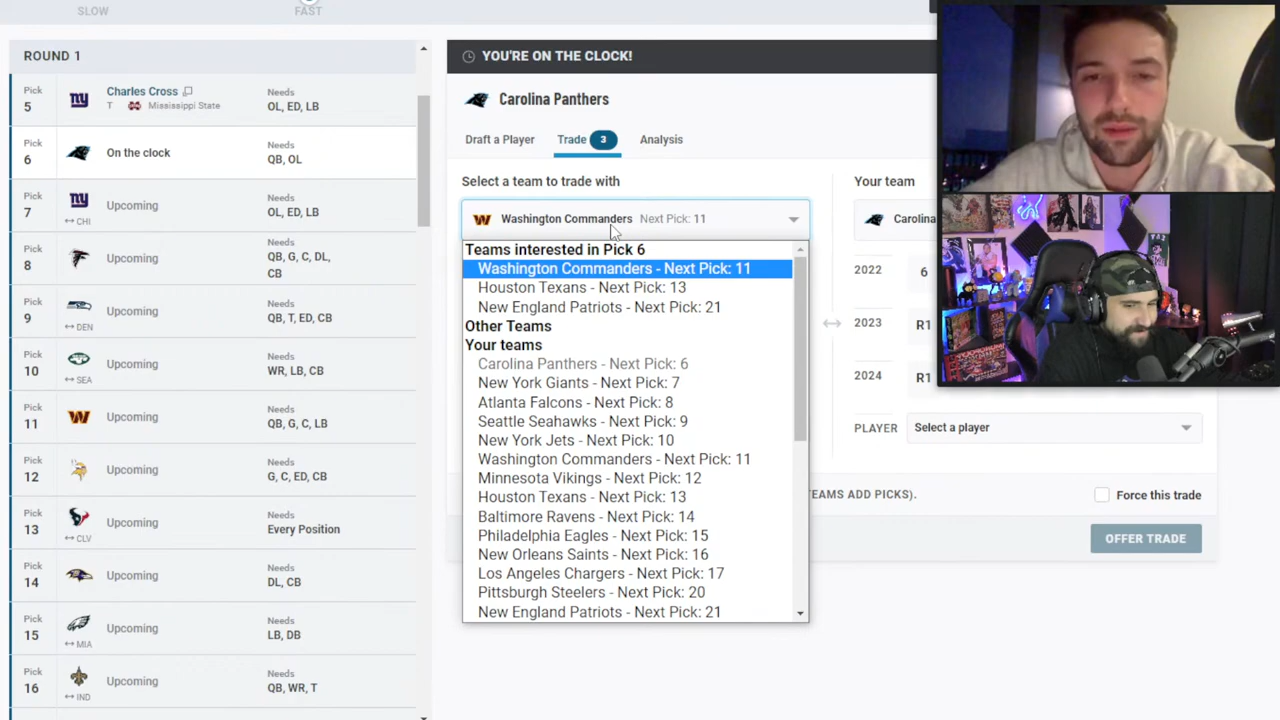 SLOW
FAST
ROUND 1
Pick
5
Charles Cross
T Mississippi State
Needs
OL, ED, LB
Pick
6
On the clock
Needs
QB, OL
Pick
7
CHI
Upcoming
Needs
OL, ED, LB
Pick
8
Upcoming
Needs
QB, G, C, DL,
CB
Pick
9
DEN
Upcoming
Needs
QB, T, ED, CB
Pick
10
SEA
Upcoming
Needs
WR, LB, CB
Pick
11
Upcoming
Needs
QB, G, C, LB
Pick
12
Upcoming
Needs
G, C, ED, CB
Pick
13
CLV
Upcoming
Needs
Every Position
Pick
14
Upcoming
Needs
DL, CB
Pick
15
MIA
Upcoming
Needs
LB, DB
Pick
16
IND
Upcoming
Needs
QB, WR, T
YOU'RE ON THE CLOCK!
Carolina Panthers
Draft a Player
Trade 3
Analysis
Select a team to trade with
Washington Commanders Next Pick: 11
Teams interested in Pick 6
Washington Commanders - Next Pick: 11
Houston Texans - Next Pick: 13
New England Patriots - Next Pick: 21
Other Teams
Your teams
Carolina Panthers - Next Pick: 6
New York Giants - Next Pick: 7
Atlanta Falcons - Next Pick: 8
Seattle Seahawks - Next Pick: 9
New York Jets - Next Pick: 10
Washington Commanders - Next Pick: 11
Minnesota Vikings - Next Pick: 12
Houston Texans - Next Pick: 13
Baltimore Ravens - Next Pick: 14
Philadelphia Eagles - Next Pick: 15
New Orleans Saints - Next Pick: 16
Los Angeles Chargers - Next Pick: 17
Pittsburgh Steelers - Next Pick: 20
New England Patriots - Next Pick: 21
Your team
Carolina
2022 6
2023 R1
2024 R1
PLAYER Select a player
TEAMS ADD PICKS).
Force this trade
OFFER TRADE